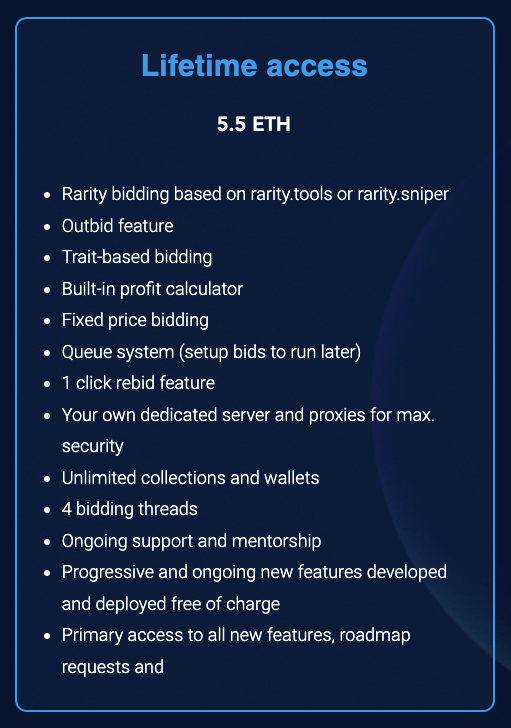 Lifetime access
5.5 ETH
• Rarity bidding based on rarity.tools or rarity.sniper
• Outbid feature
• Trait-based bidding
• Built-in profit calculator
• Fixed price bidding
• Queue system (setup bids to run later)
• 1 click rebid feature
• Your own dedicated server and proxies for max.
security
• Unlimited collections and wallets
• 4 bidding threads
• Ongoing support and mentorship
• Progressive and ongoing new features developed
and deployed free of charge
• Primary access to all new features, roadmap
requests and